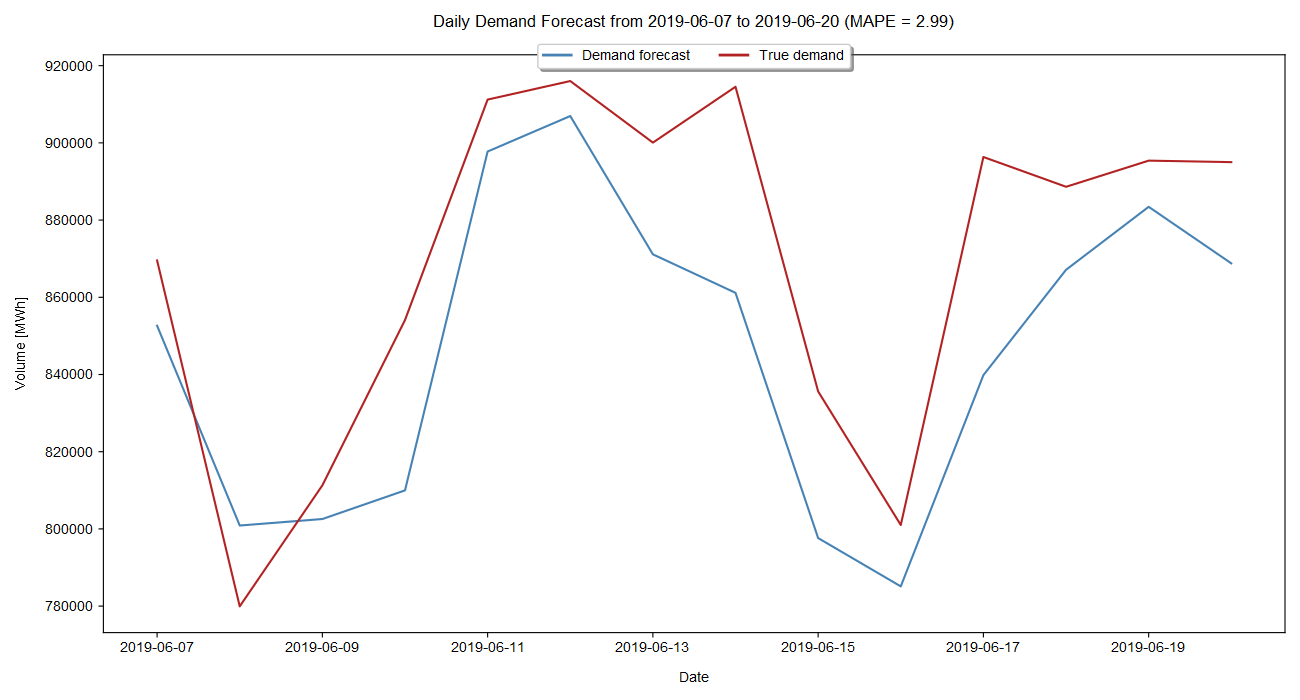 Daily Demand Forecast from 2019-06-07 to 2019-06-20 (MAPE = 2.99)
Demand forecast True demand
920000
900000
880000
860000
840000
820000
800000
780000
Volume [MWh]
2019-06-07 2019-06-09 2019-06-11 2019-06-13 2019-06-15 2019-06-17 2019-06-19
Date